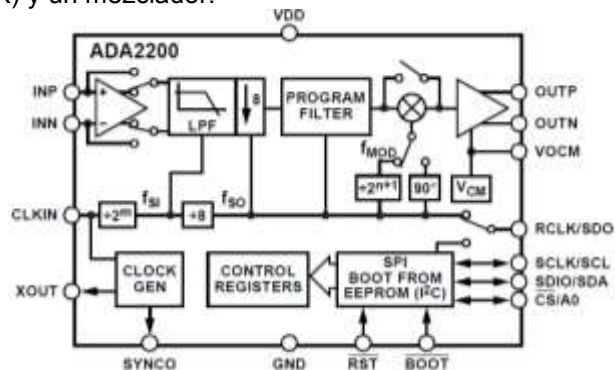 K) y un mezclador.
VDD
ADA2200
INP
INN
LPF
8
PROGRAM
FILTER
fMOD
÷2ⁿ⁺¹
90°
VCM
OUTP
OUTN
VOCM
CLKIN
÷2ᵐ
fSI
÷8
fSO
RCLK/SDO
XOUT
CLOCK
GEN
CONTROL
REGISTERS
SPI
BOOT FROM
EEPROM (I²C)
SCLK/SCL
SDIO/SDA
CS/A0
SYNCO
GND
RST
BOOT